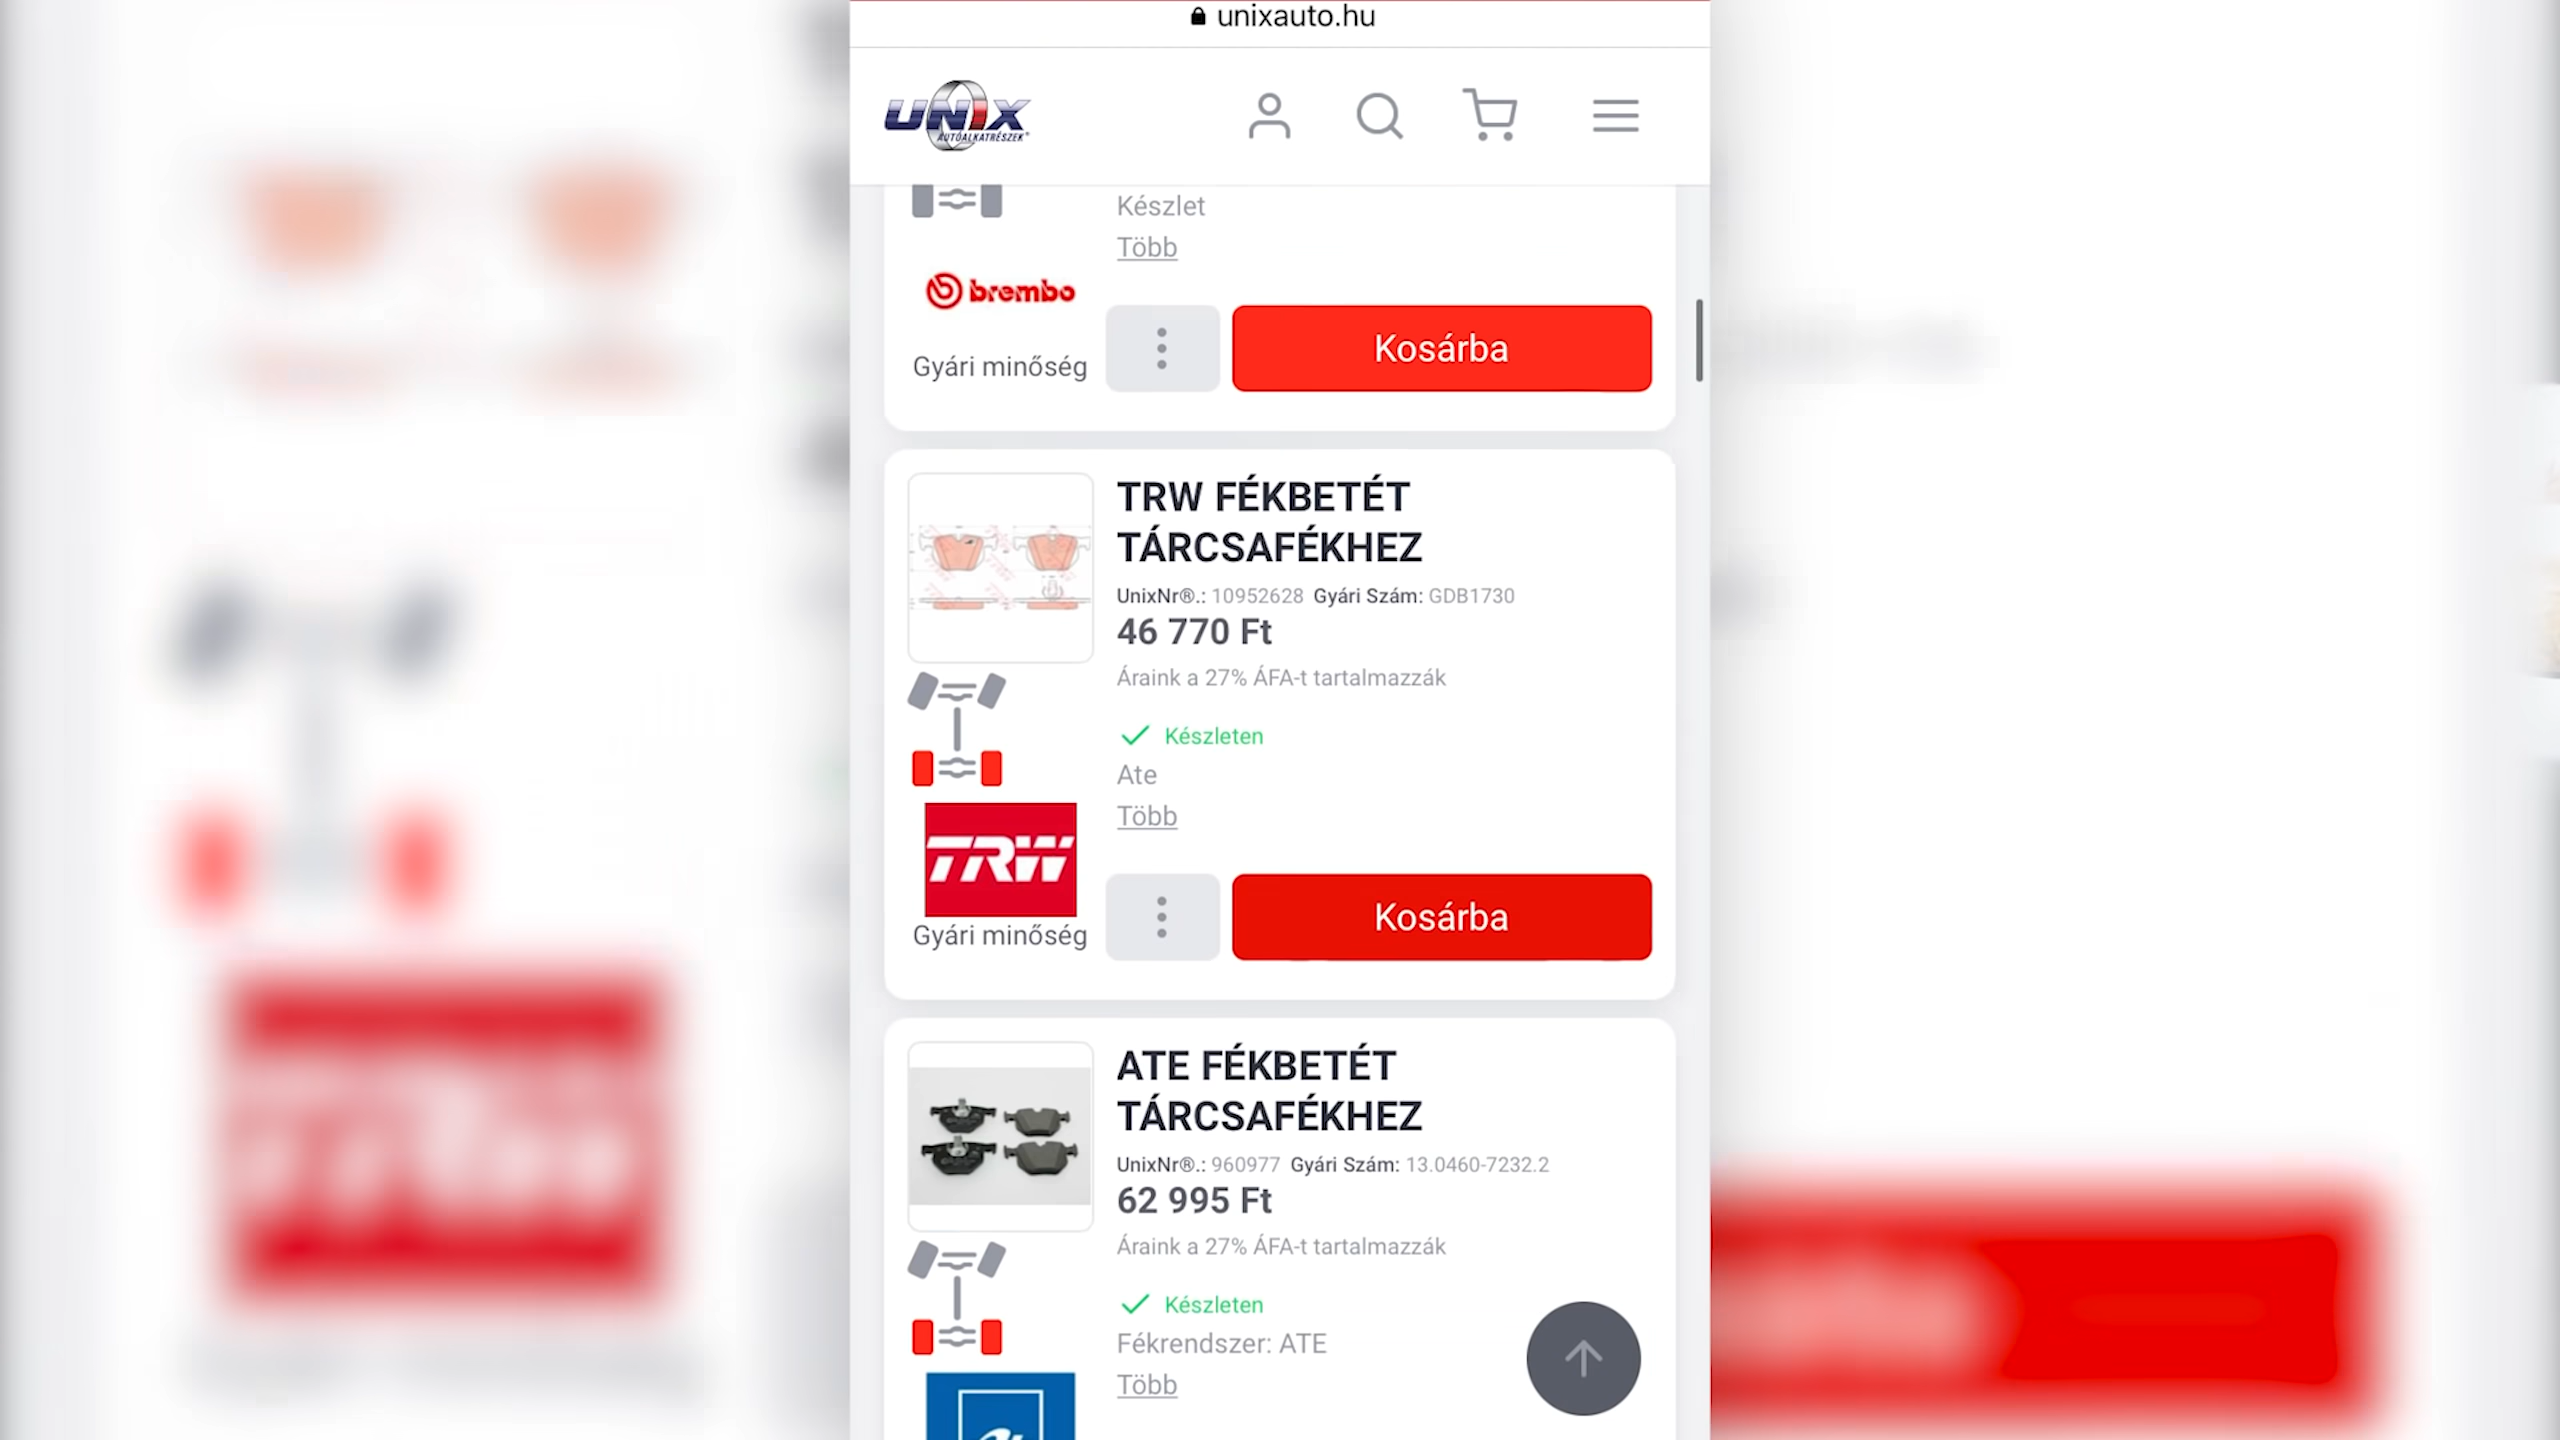 unixauto.hu
UNIX
AUTÓALKATRÉSZEK
Készlet
Több
brembo
Gyári minőség
Kosárba
TRW FÉKBETÉT
TÁRCSAFÉKHEZ
UnixNr®.: 10952628 Gyári Szám: GDB1730
46 770 Ft
Áraink a 27% ÁFA-t tartalmazzák
Készleten
Ate
Több
TRW
Gyári minőség
Kosárba
ATE FÉKBETÉT
TÁRCSAFÉKHEZ
UnixNr®.: 960977 Gyári Szám: 13.0460-7232.2
62 995 Ft
Áraink a 27% ÁFA-t tartalmazzák
Készleten
Fékrendszer: ATE
Több